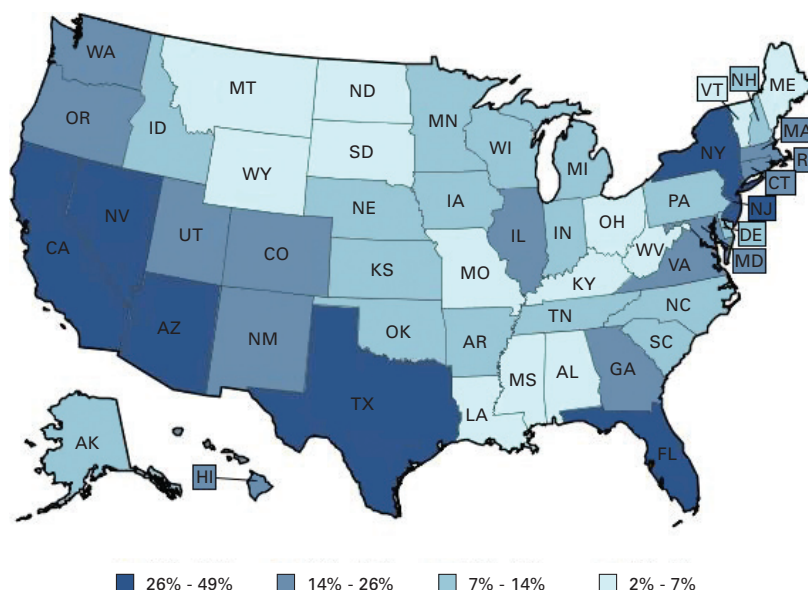 WA
MT
ND
MN
VT
NH
ME
OR
ID
SD
WI
NY
MA
WY
MI
R
CT
NV
NE
IA
PA
NJ
CA
UT
CO
IL
IN
OH
DE
WV
MD
KS
MO
VA
KY
AZ
NM
OK
AR
TN
NC
SC
TX
MS
AL
GA
LA
AK
HI
FL
26% - 49%
14% - 26%
7% - 14%
2% - 7%